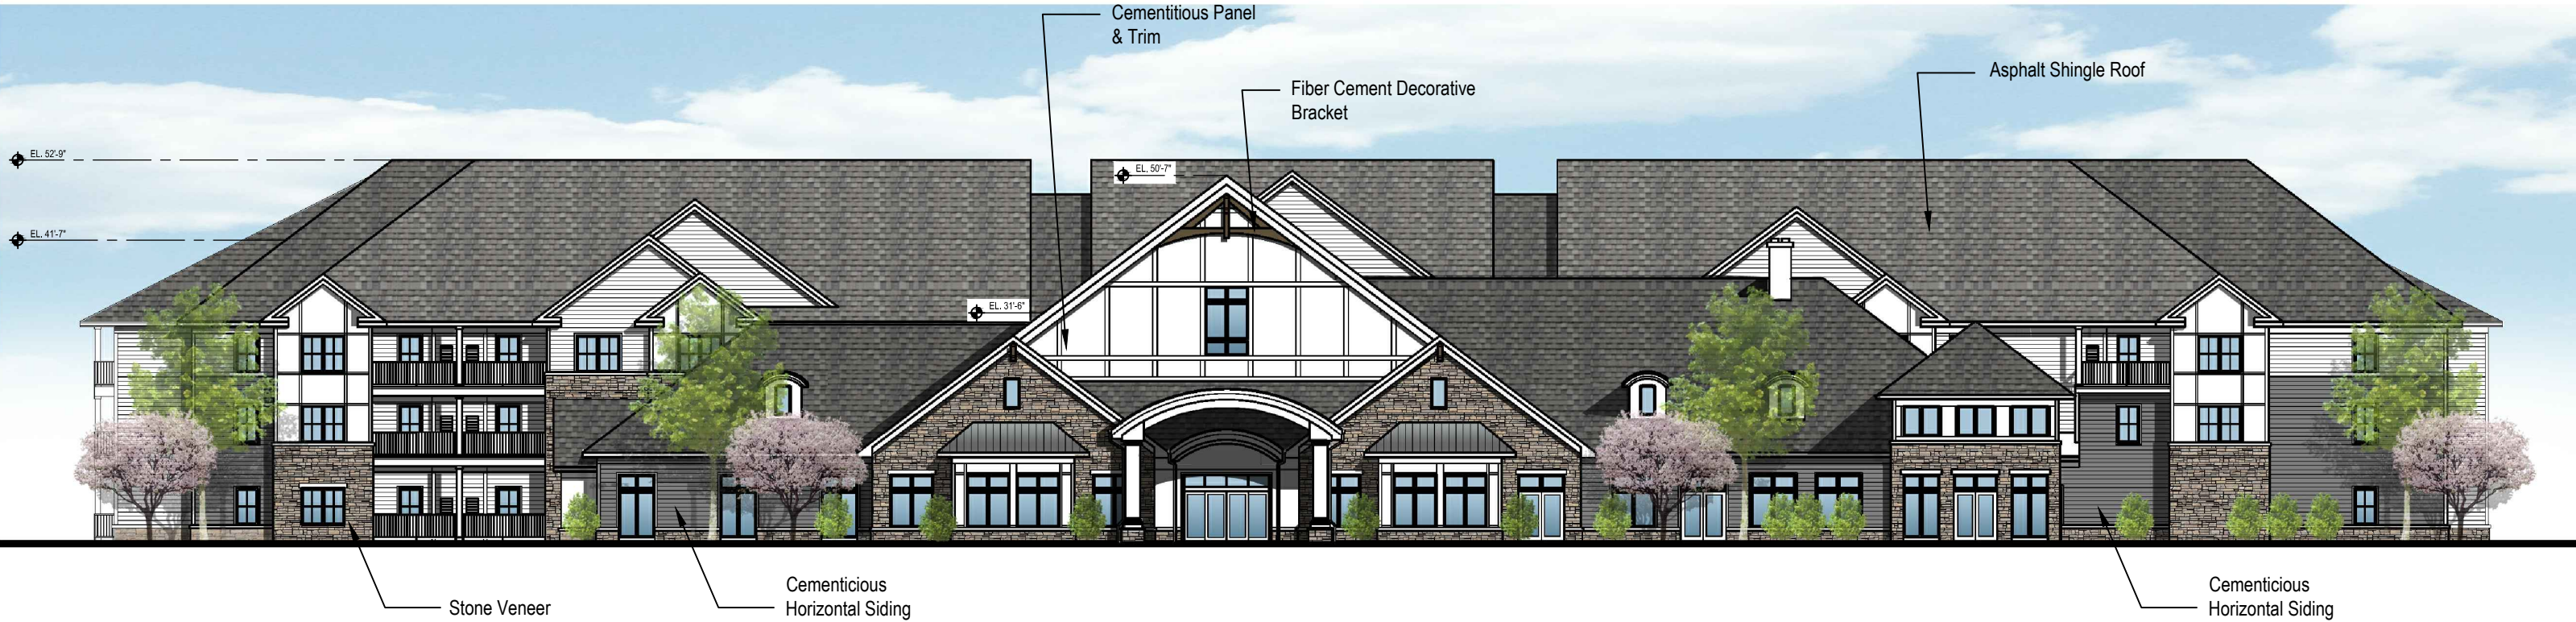 Cementitious Panel
& Trim
Asphalt Shingle Roof
Fiber Cement Decorative
Bracket
EL. 52'-9"
EL. 50'-7"
EL. 41'-7"
EL. 31'-6"
Stone Veneer
Cementicious
Horizontal Siding
Cementicious
Horizontal Siding